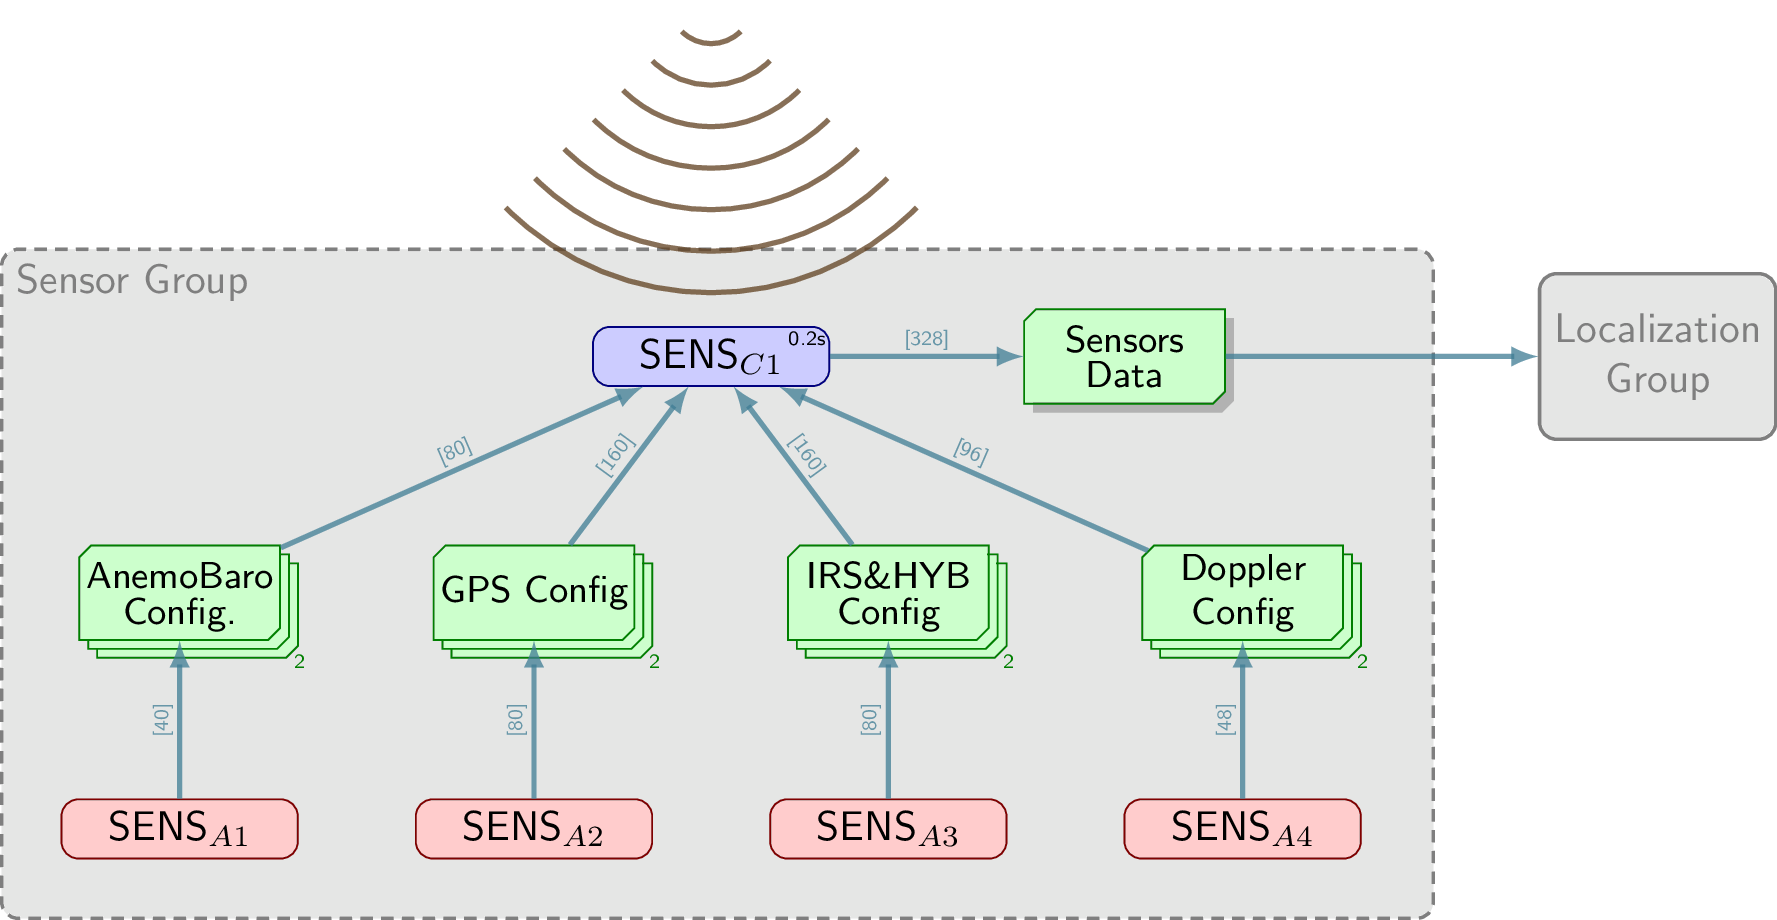 Sensor Group
SENS_C1
0.2s
[328]
Sensors
Data
Localization
Group
[80]
[160]
[160]
[96]
AnemoBaro
Config.
2
GPS Config
2
IRS&HYB
Config
2
Doppler
Config
2
[40]
[80]
[80]
[48]
SENS_A1
SENS_A2
SENS_A3
SENS_A4